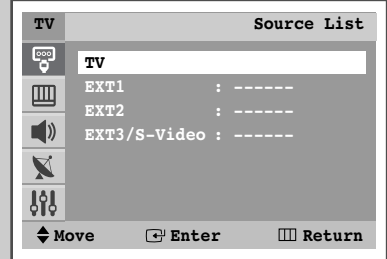 TV Source List
TV
EXT1 : ------
EXT2 : ------
EXT3/S-Video : ------
Move Enter Return